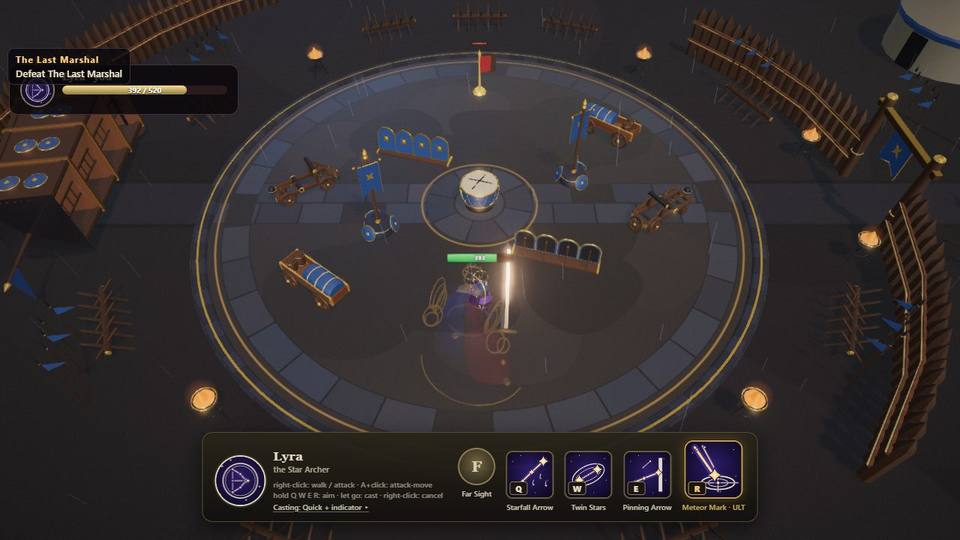 The Last Marshal
Defeat The Last Marshal
392 / 520
Lyra
the Star Archer
right-click: walk / attack · A+click: attack-move
hold Q W E R: aim · let go: cast · right-click: cancel
Casting: Quick + indicator
F
Far Sight
Q
Starfall Arrow
W
Twin Stars
E
Pinning Arrow
R
Meteor Mark · ULT